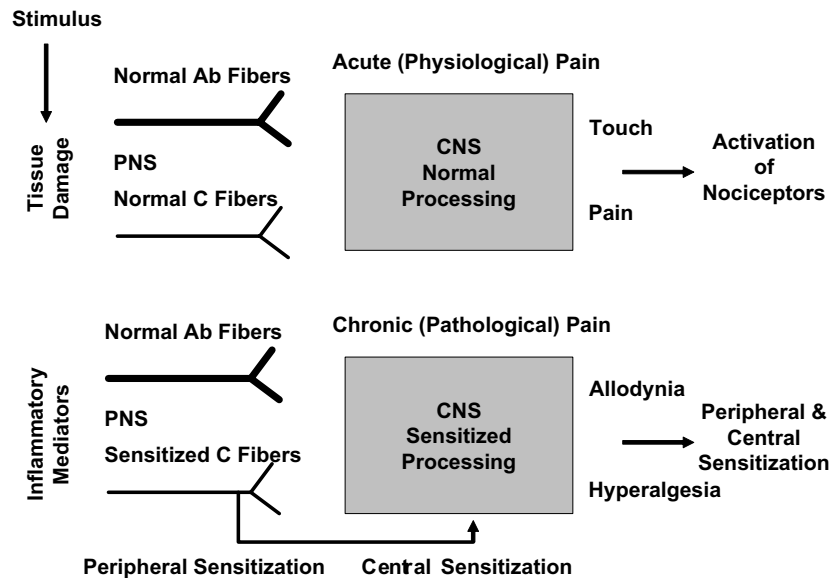 Stimulus
Tissue
Damage
Normal Ab Fibers
PNS
Normal C Fibers
Acute (Physiological) Pain
CNS
Normal
Processing
Touch
Pain
Activation
of
Nociceptors
Inflammatory
Mediators
Normal Ab Fibers
PNS
Sensitized C Fibers
Chronic (Pathological) Pain
CNS
Sensitized
Processing
Allodynia
Hyperalgesia
Peripheral &
Central
Sensitization
Peripheral Sensitization
Central Sensitization